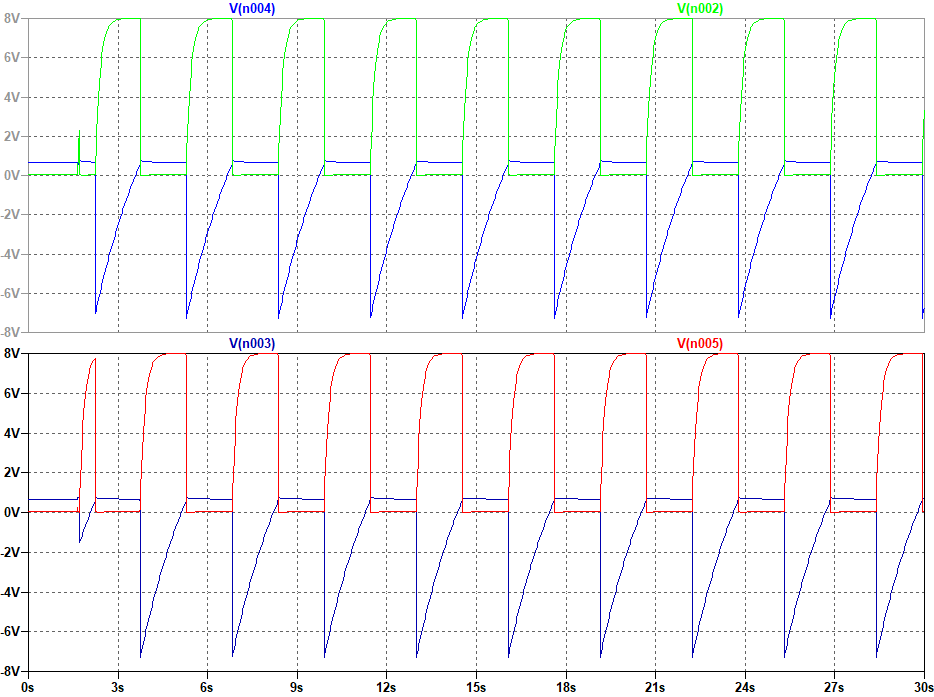 V(n004) V(n002)
8V
6V
4V
2V
0V
-2V
-4V
-6V
-8V
V(n003) V(n005)
8V
6V
4V
2V
0V
-2V
-4V
-6V
-8V
0s 3s 6s 9s 12s 15s 18s 21s 24s 27s 30s